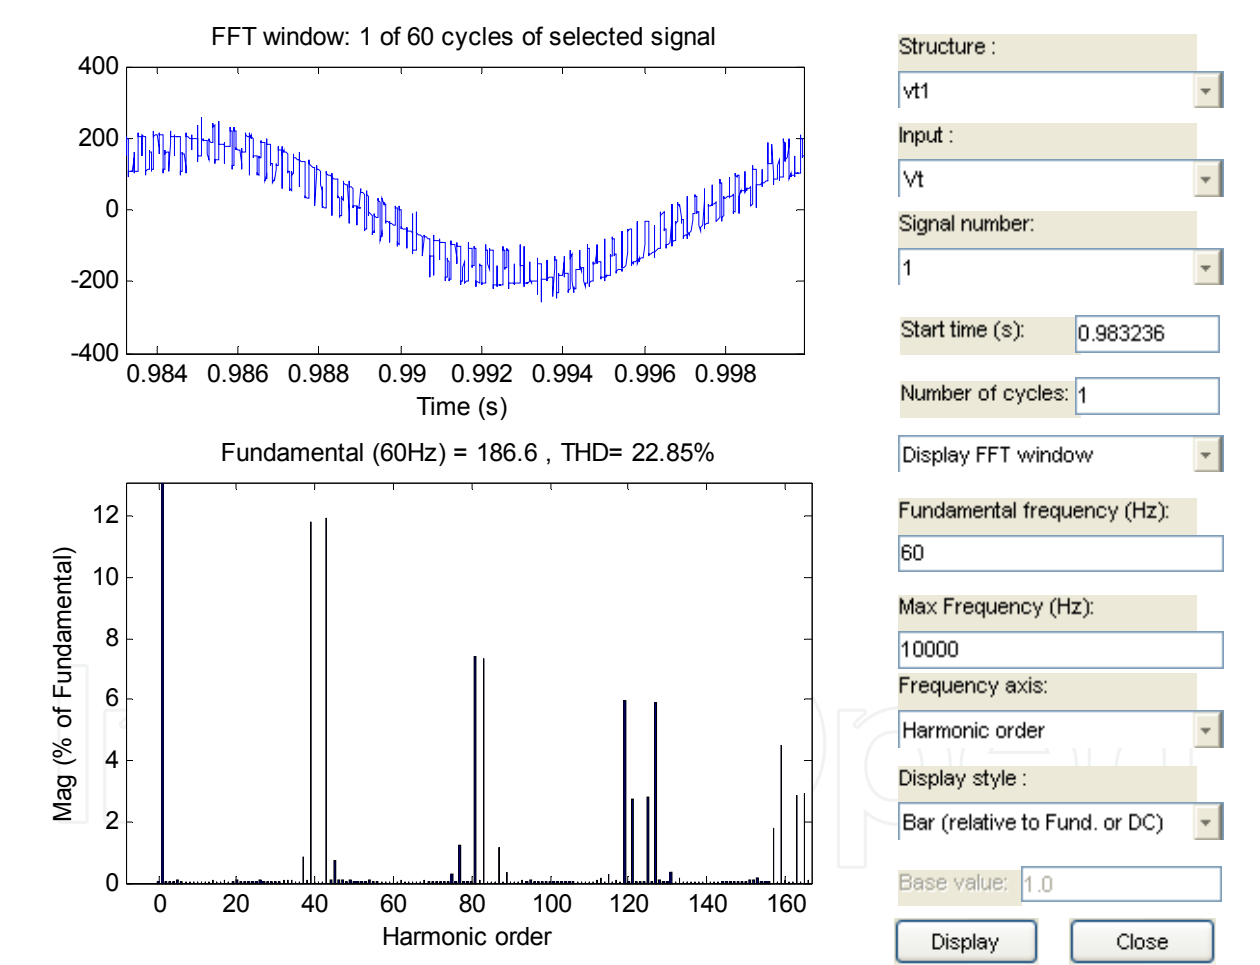 FFT window: 1 of 60 cycles of selected signal
400
200
0
-200
-400
0.984 0.986 0.988 0.99 0.992 0.994 0.996 0.998
Time (s)
Fundamental (60Hz) = 186.6 , THD= 22.85%
Mag (% of Fundamental)
12
10
8
6
4
2
0
0 20 40 60 80 100 120 140 160
Harmonic order
Structure :
vt1
Input :
Vt
Signal number:
1
Start time (s): 0.983236
Number of cycles: 1
Display FFT window
Fundamental frequency (Hz):
60
Max Frequency (Hz):
10000
Frequency axis:
Harmonic order
Display style :
Bar (relative to Fund. or DC)
Base value: 1.0
Display Close